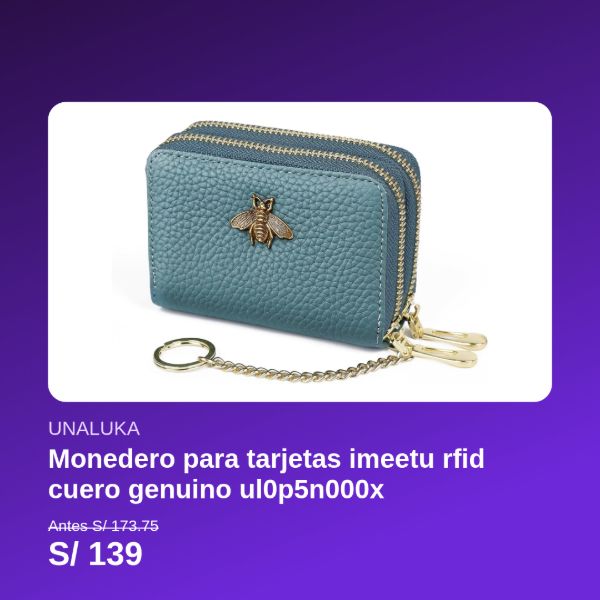 UNALUKA
Monedero para tarjetas imeetu rfid
cuero genuino ul0p5n000x
Antes S/ 173.75
S/ 139